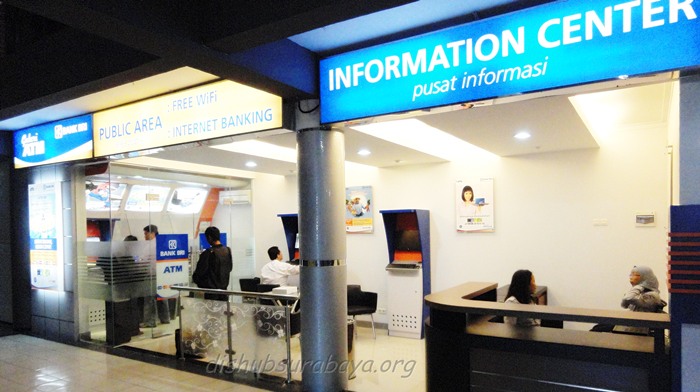 INFORMATION CENTER
pusat informasi
PUBLIC AREA : FREE WiFi
: INTERNET BANKING
BANK BRI
ATM
BANK BRI
ATM
dishubsurabaya.org